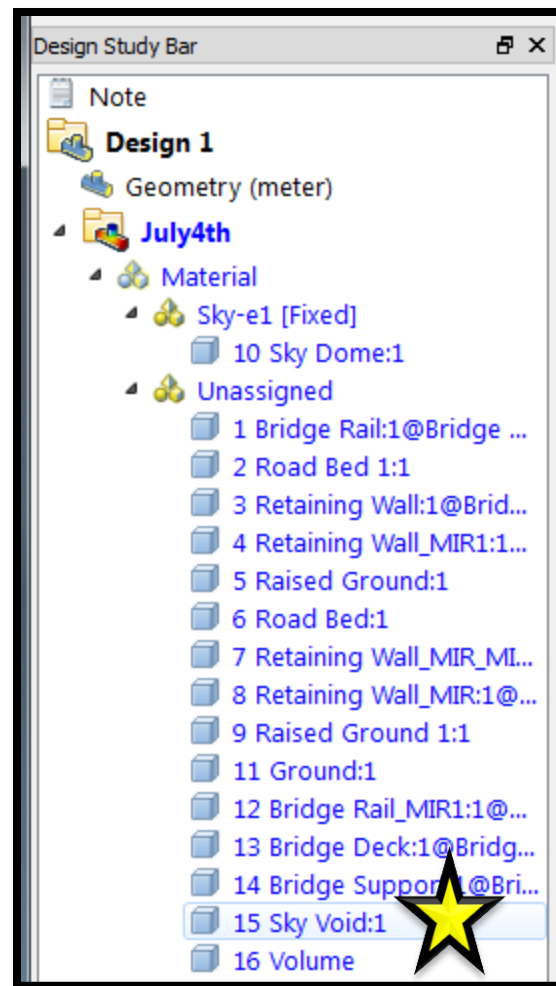 Design Study Bar
Note
Design 1
Geometry (meter)
July4th
Material
Sky-e1 [Fixed]
10 Sky Dome:1
Unassigned
1 Bridge Rail:1@Bridge ...
2 Road Bed 1:1
3 Retaining Wall:1@Brid...
4 Retaining Wall_MIR1:1...
5 Raised Ground:1
6 Road Bed:1
7 Retaining Wall_MIR_MI...
8 Retaining Wall_MIR:1@...
9 Raised Ground 1:1
11 Ground:1
12 Bridge Rail_MIR1:1@...
13 Bridge Deck:1@Bridg...
14 Bridge Support:1@Bri...
15 Sky Void:1
16 Volume